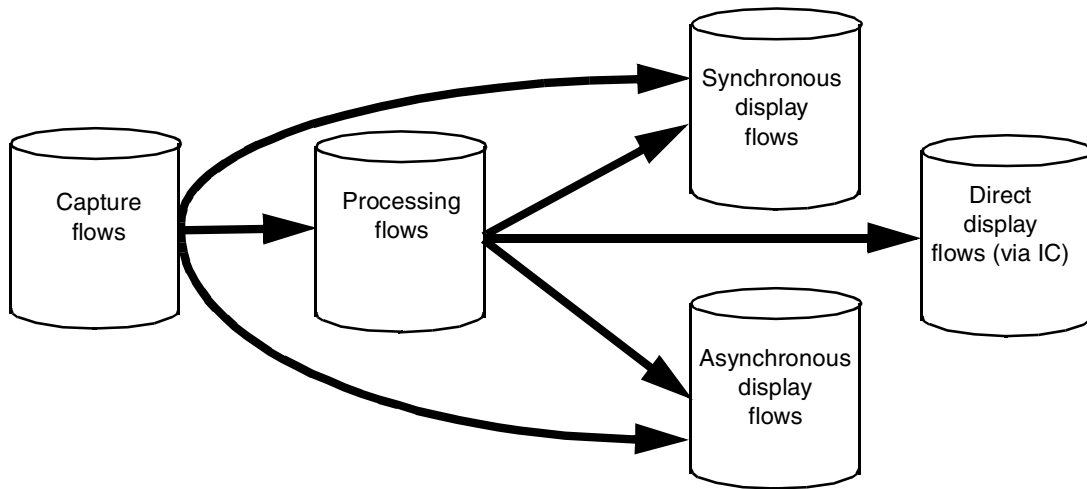 Capture
flows
Processing
flows
Synchronous
display
flows
Direct
display
flows (via IC)
Asynchronous
display
flows